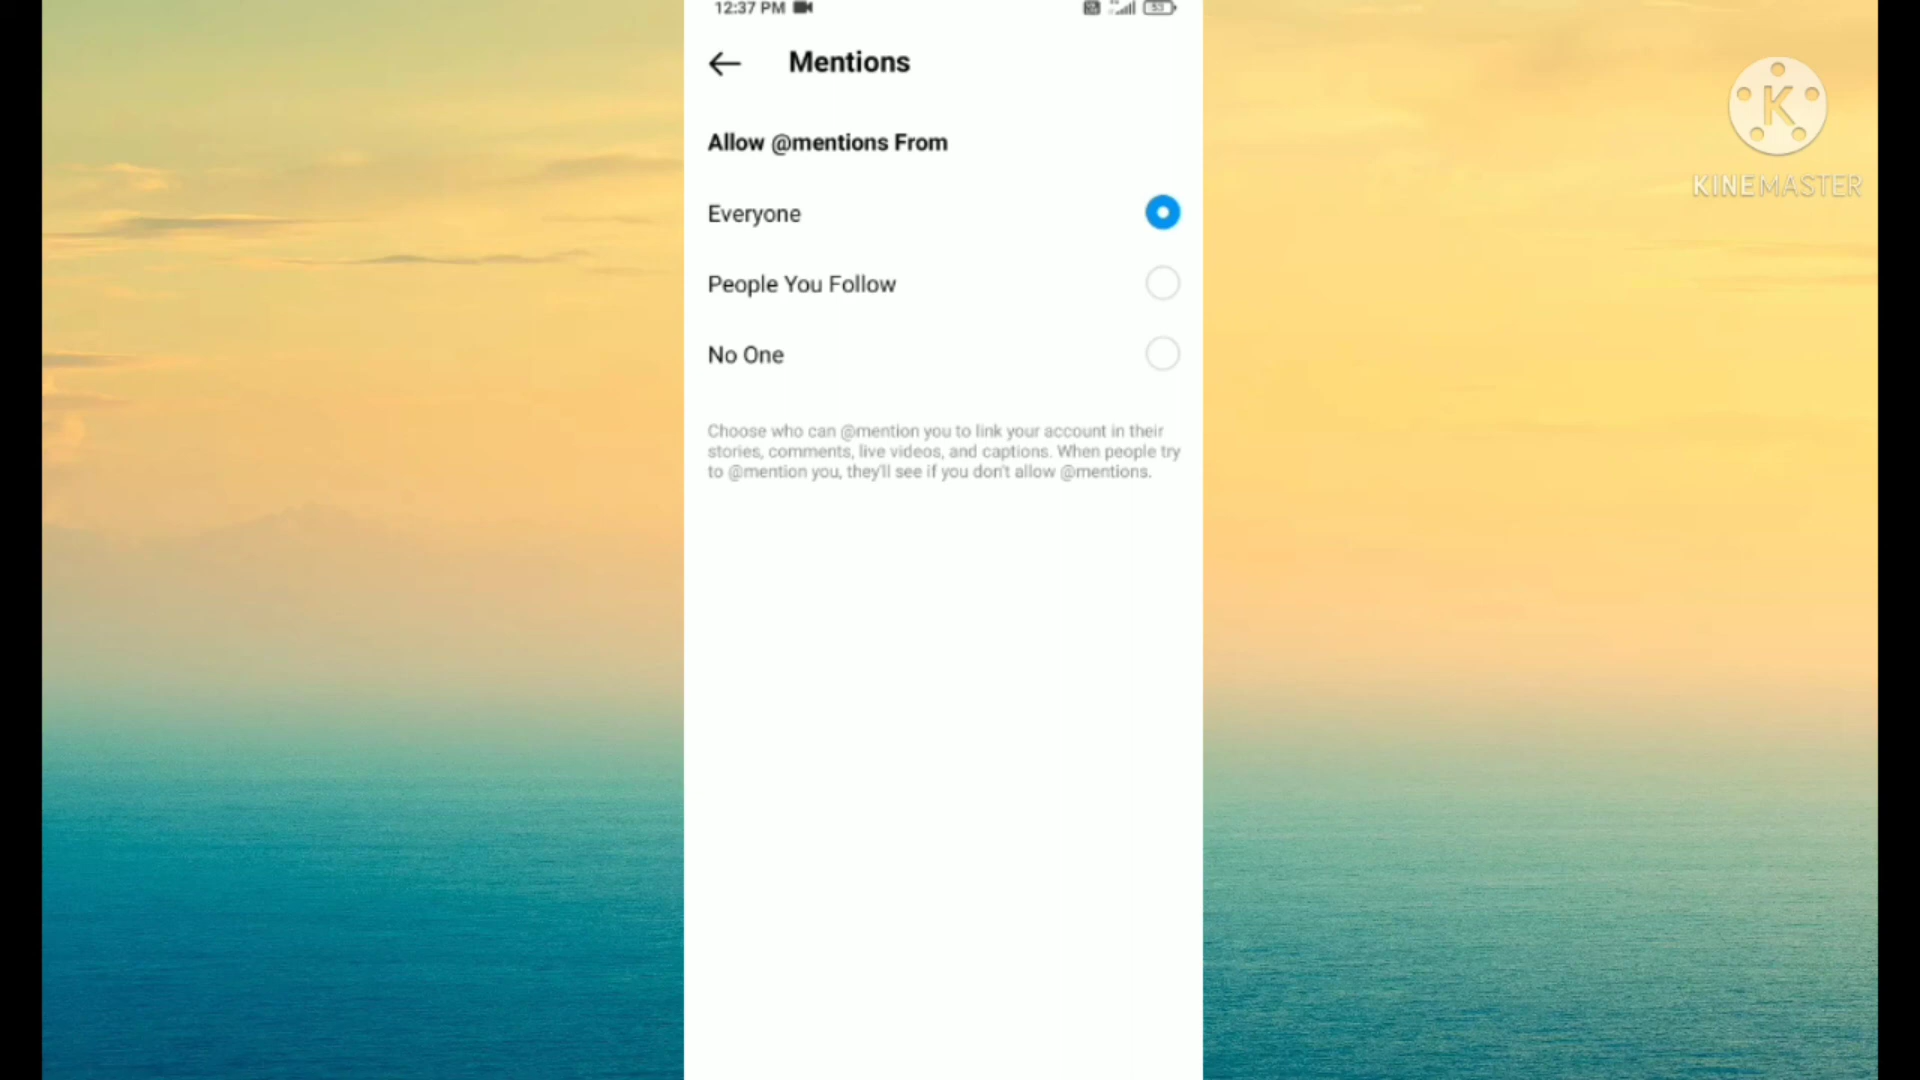 12:37 PM
53
Mentions
Allow @mentions From
Everyone
People You Follow
No One
Choose who can @mention you to link your account in their
stories, comments, live videos, and captions. When people try
to @mention you, they'll see if you don't allow @mentions.
K
KINEMASTER